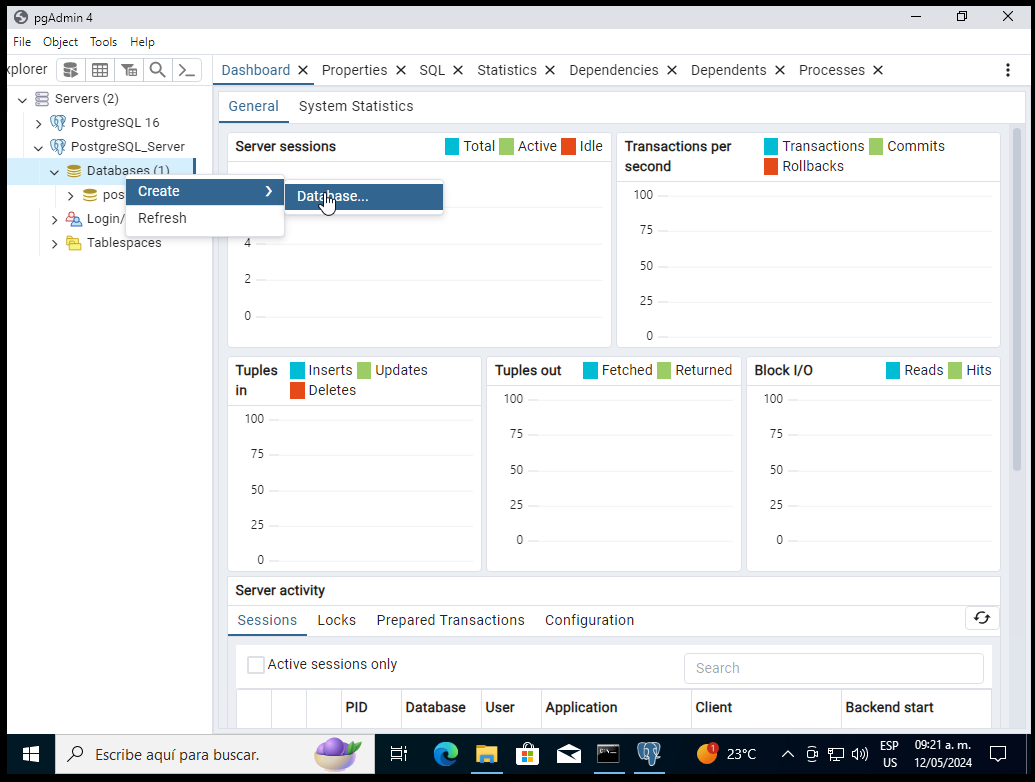 pgAdmin 4
File Object Tools Help
xplorer
Dashboard Properties SQL Statistics Dependencies Dependents Processes
Servers (2)
PostgreSQL 16
PostgreSQL_Server
Databases (1)
pos
Login/
Tablespaces
Create
Refresh
Database...
General System Statistics
Server sessions Total Active Idle
4
2
0
Transactions per second Transactions Commits
Rollbacks
100
75
50
25
0
Tuples in Inserts Updates
Deletes
100
75
50
25
0
Tuples out Fetched Returned
100
75
50
25
0
Block I/O Reads Hits
100
75
50
25
0
Server activity
Sessions Locks Prepared Transactions Configuration
Active sessions only Search
PID Database User Application Client Backend start
Escribe aquí para buscar.
1 23°C
ESP
US
09:21 a. m.
12/05/2024